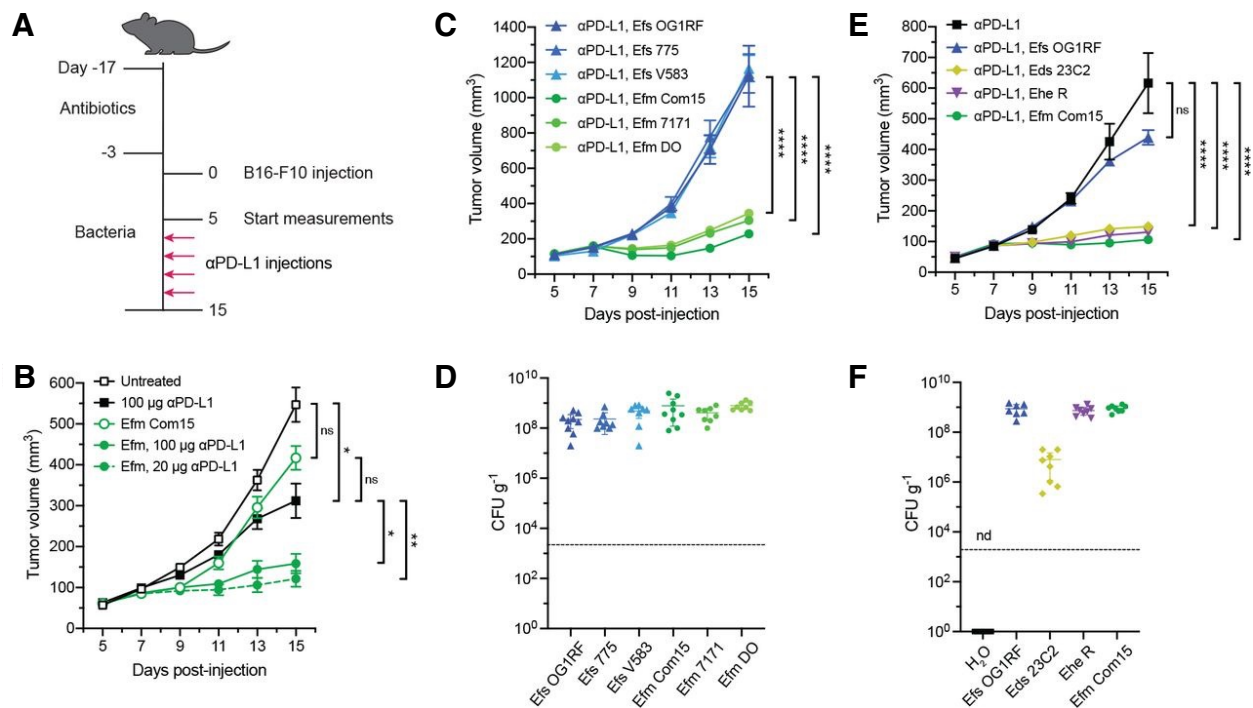 A
Day -17
Antibiotics
-3
0 B16-F10 injection
5 Start measurements
Bacteria
αPD-L1 injections
15
B
Untreated
100 μg αPD-L1
Efm Com15
Efm, 100 μg αPD-L1
Efm, 20 μg αPD-L1
600
500
400
300
200
100
0
Tumor volume (mm³)
5 7 9 11 13 15
Days post-injection
ns
*
ns
*
**
C
αPD-L1, Efs OG1RF
αPD-L1, Efs 775
αPD-L1, Efs V583
αPD-L1, Efm Com15
αPD-L1, Efm 7171
αPD-L1, Efm DO
1400
1200
1000
800
600
400
200
0
Tumor volume (mm³)
5 7 9 11 13 15
Days post-injection
****
****
****
D
10¹⁰
10⁸
10⁶
10⁴
10²
10⁰
CFU g⁻¹
Efs OG1RF
Efs 775
Efs V583
Efm Com15
Efm 7171
Efm DO
E
αPD-L1
αPD-L1, Efs OG1RF
αPD-L1, Eds 23C2
αPD-L1, Ehe R
αPD-L1, Efm Com15
800
700
600
500
400
300
200
100
0
Tumor volume (mm³)
5 7 9 11 13 15
Days post-injection
ns
****
****
****
F
10¹⁰
10⁸
10⁶
10⁴
10²
10⁰
CFU g⁻¹
nd
H₂O
Efs OG1RF
Eds 23C2
Ehe R
Efm Com15